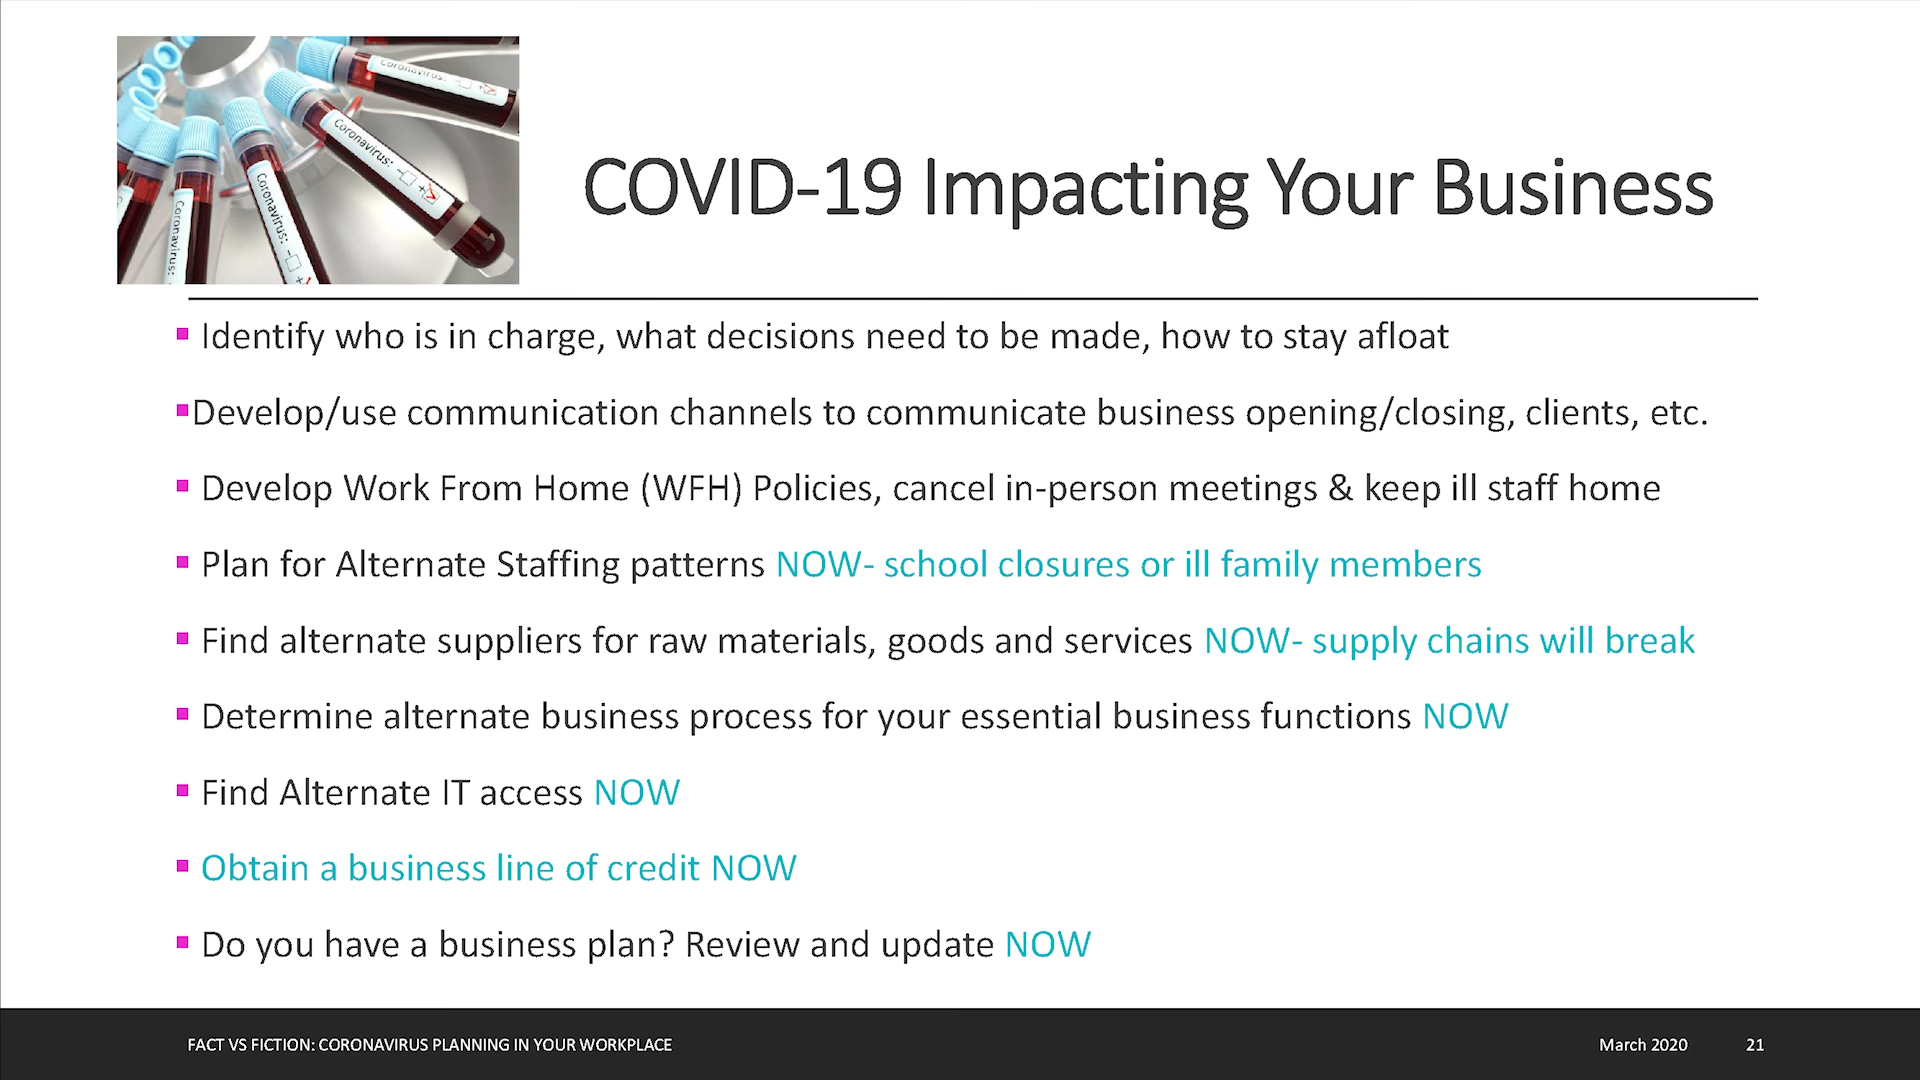 Coronavirus:
Coronavirus: - +
Coronavirus: - +
Coronavirus:
COVID-19 Impacting Your Business
▪ Identify who is in charge, what decisions need to be made, how to stay afloat
▪Develop/use communication channels to communicate business opening/closing, clients, etc.
▪ Develop Work From Home (WFH) Policies, cancel in-person meetings & keep ill staff home
▪ Plan for Alternate Staffing patterns NOW- school closures or ill family members
▪ Find alternate suppliers for raw materials, goods and services NOW- supply chains will break
▪ Determine alternate business process for your essential business functions NOW
▪ Find Alternate IT access NOW
▪ Obtain a business line of credit NOW
▪ Do you have a business plan? Review and update NOW
FACT VS FICTION: CORONAVIRUS PLANNING IN YOUR WORKPLACE
March 2020 21